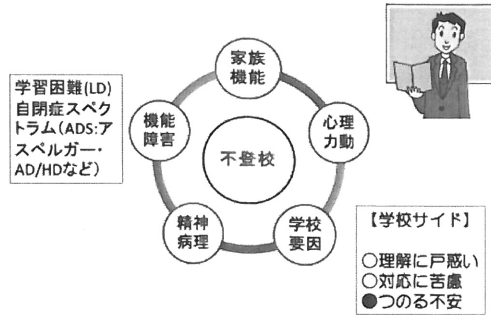 家族
機能
学習困難(LD)
自閉症スペク
トラム(ADS:ア
スペルガー・
AD/HDなど)
機能
障害
心理
力動
不登校
精神
病理
学校
要因
【学校サイド】
○理解に戸惑い
○対応に苦慮
●つのる不安